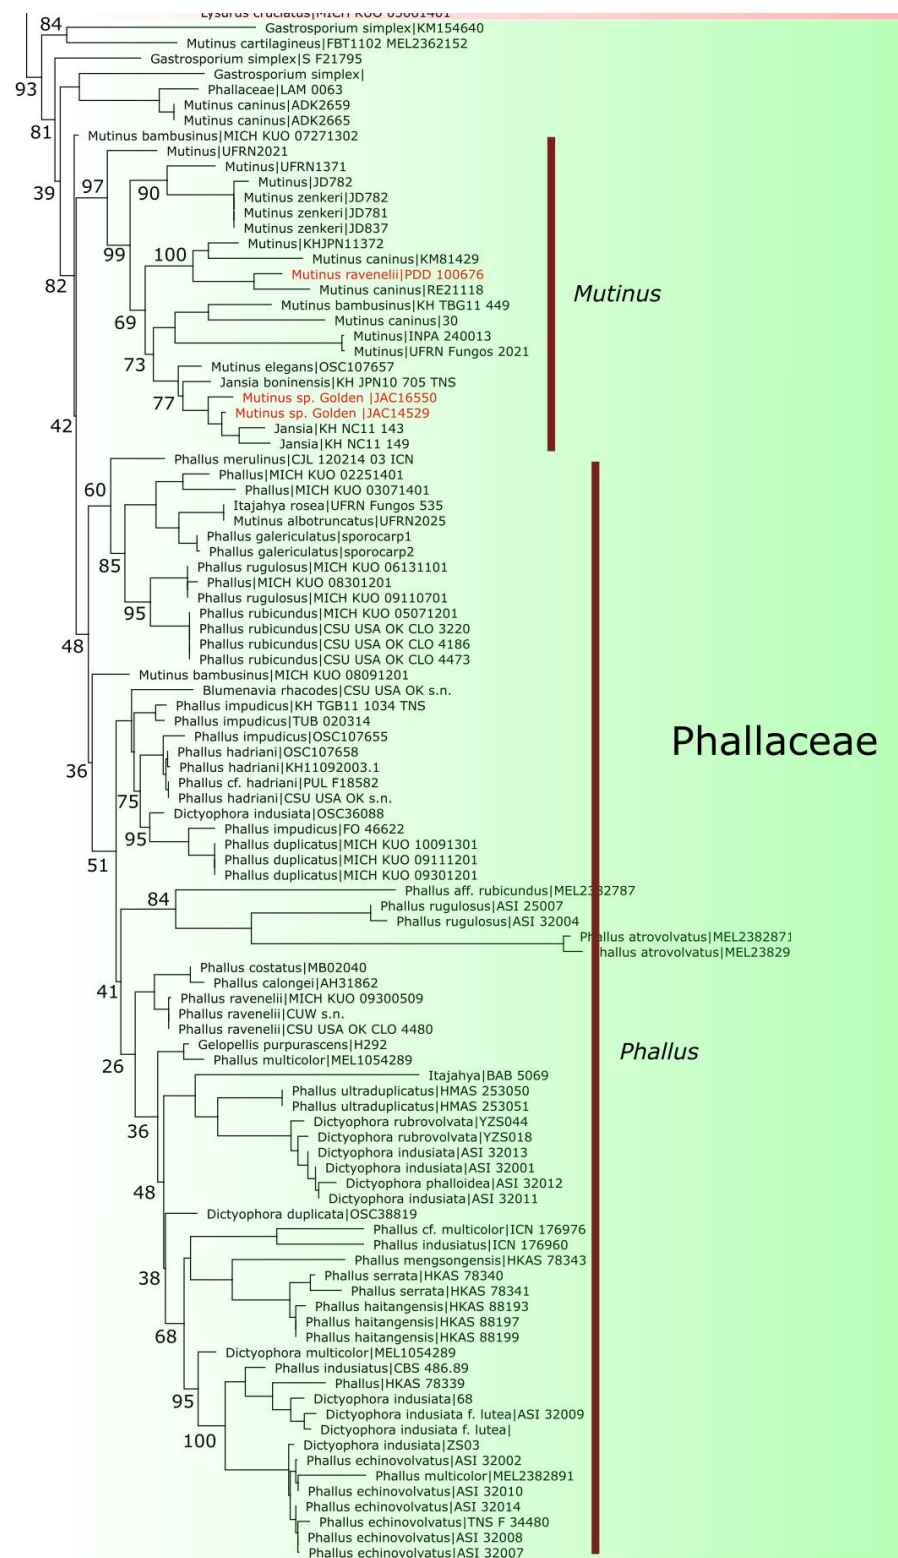 Lysurus cruciatus|MICH KUO 05061401
84
Gastrosporium simplex|KM154640
Mutinus cartilagineus|FBT1102 MEL2362152
Gastrosporium simplex|S F21795
93
Gastrosporium simplex|
Phallaceae|LAM 0063
Mutinus caninus|ADK2659
81
Mutinus caninus|ADK2665
Mutinus bambusinus|MICH KUO 07271302
Mutinus|UFRN2021
Mutinus|UFRN1371
97
Mutinus|JD782
39
90
Mutinus zenkeri|JD782
Mutinus zenkeri|JD781
Mutinus zenkeri|JD837
Mutinus|KHJPN11372
99
100
Mutinus caninus|KM81429
Mutinus ravenelii|PDD 100676
82
Mutinus caninus|RE21118
Mutinus
Mutinus bambusinus|KH TBG11 449
69
Mutinus caninus|30
Mutinus|INPA 240013
Mutinus|UFRN Fungos 2021
73
Mutinus elegans|OSC107657
Jansia boninensis|KH JPN10 705 TNS
Mutinus sp. Golden |JAC16550
77
Mutinus sp. Golden |JAC14529
42
Jansia|KH NC11 143
Jansia|KH NC11 149
Phallus merulinus|CJL 120214 03 ICN
Phallus|MICH KUO 02251401
60
Phallus|MICH KUO 03071401
Itajahya rosea|UFRN Fungos 535
Mutinus albotruncatus|UFRN2025
Phallus galericulatus|sporocarp1
Phallus galericulatus|sporocarp2
85
Phallus rugulosus|MICH KUO 06131101
Phallus|MICH KUO 08301201
Phallus rugulosus|MICH KUO 09110701
95
Phallus rubicundus|MICH KUO 05071201
Phallus rubicundus|CSU USA OK CLO 3220
48
Phallus rubicundus|CSU USA OK CLO 4186
Phallus rubicundus|CSU USA OK CLO 4473
Mutinus bambusinus|MICH KUO 08091201
Blumenavia rhacodes|CSU USA OK s.n.
Phallus impudicus|KH TGB11 1034 TNS
Phallus impudicus|TUB 020314
Phallus impudicus|OSC107655
Phallaceae
Phallus hadriani|OSC107658
36
Phallus hadriani|KH11092003.1
Phallus cf. hadriani|PUL F18582
75
Phallus hadriani|CSU USA OK s.n.
Dictyophora indusiata|OSC36088
95
Phallus impudicus|FO 46622
Phallus duplicatus|MICH KUO 10091301
51
Phallus duplicatus|MICH KUO 09111201
Phallus duplicatus|MICH KUO 09301201
Phallus aff. rubicundus|MEL2382787
84
Phallus rugulosus|ASI 25007
Phallus rugulosus|ASI 32004
Phallus atrovolvatus|MEL2382871
Phallus atrovolvatus|MEL23829
Phallus costatus|MB02040
Phallus calongei|AH31862
41
Phallus ravenelii|MICH KUO 09300509
Phallus ravenelii|CUW s.n.
Phallus ravenelii|CSU USA OK CLO 4480
Gelopellis purpurascens|H292
Phallus
26
Phallus multicolor|MEL1054289
Itajahya|BAB 5069
Phallus ultraduplicatus|HMAS 253050
Phallus ultraduplicatus|HMAS 253051
Dictyophora rubrovolvata|YZS044
36
Dictyophora rubrovolvata|YZS018
Dictyophora indusiata|ASI 32013
Dictyophora indusiata|ASI 32001
Dictyophora phalloidea|ASI 32012
48
Dictyophora indusiata|ASI 32011
Dictyophora duplicata|OSC38819
Phallus cf. multicolor|ICN 176976
Phallus indusiatus|ICN 176960
Phallus mengsongensis|HKAS 78343
38
Phallus serrata|HKAS 78340
Phallus serrata|HKAS 78341
Phallus haitangensis|HKAS 88193
Phallus haitangensis|HKAS 88197
68
Phallus haitangensis|HKAS 88199
Dictyophora multicolor|MEL1054289
Phallus indusiatus|CBS 486.89
Phallus|HKAS 78339
95
Dictyophora indusiata|68
Dictyophora indusiata f. lutea|ASI 32009
Dictyophora indusiata f. lutea|
100
Dictyophora indusiata|ZS03
Phallus echinovolvatus|ASI 32002
Phallus multicolor|MEL2382891
Phallus echinovolvatus|ASI 32010
Phallus echinovolvatus|ASI 32014
Phallus echinovolvatus|TNS F 34480
Phallus echinovolvatus|ASI 32008
Phallus echinovolvatus|ASI 32007